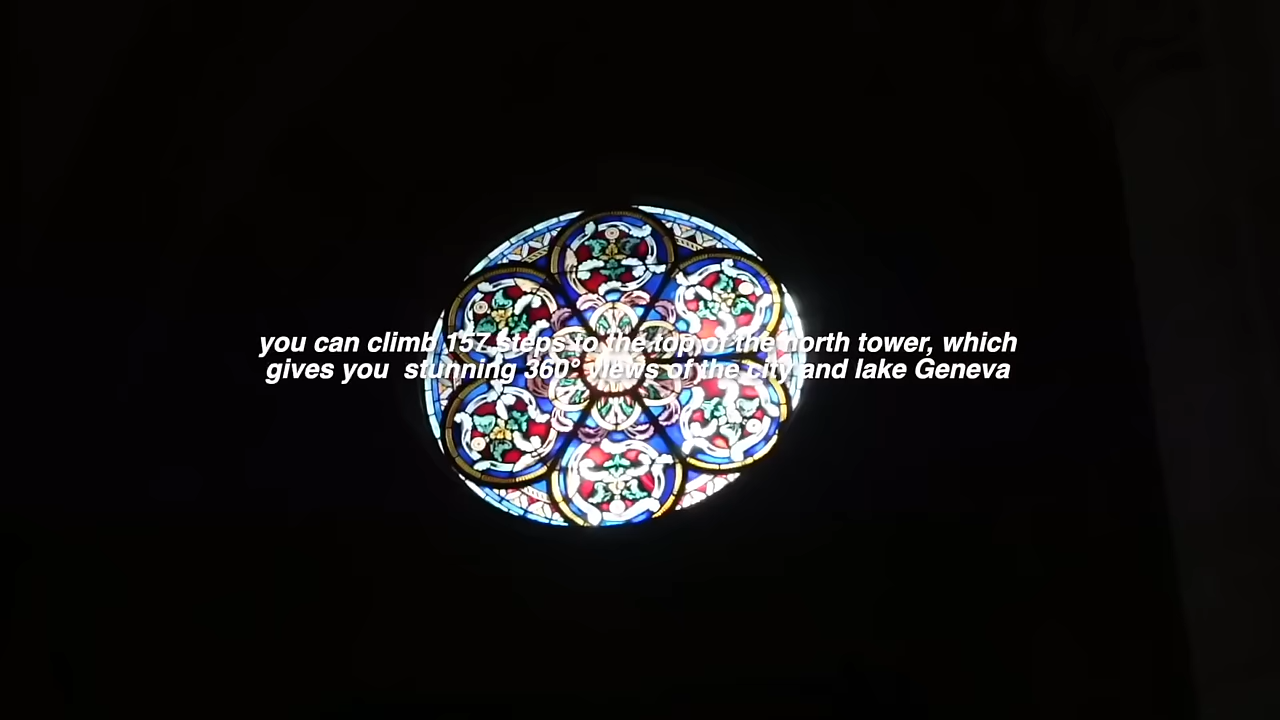 you can climb 157 steps to the top of the north tower, which
gives you  stunning 360° views of the city and lake Geneva